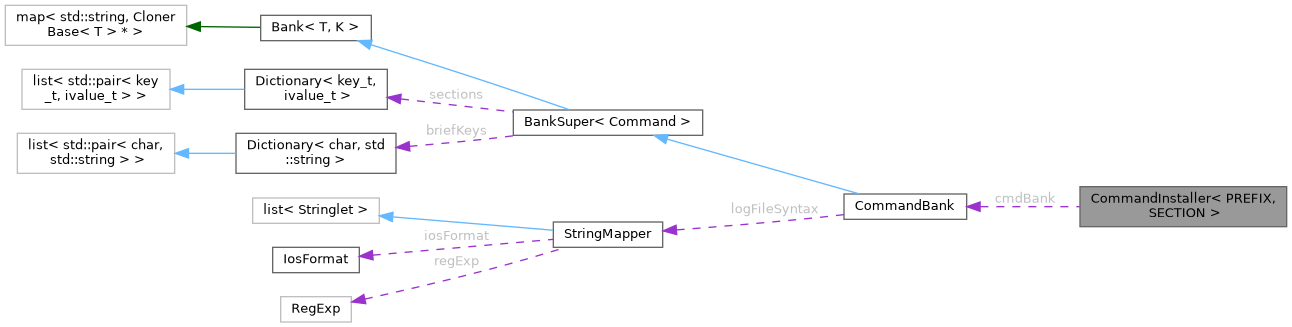 map< std::string, Cloner
Base< T > * >
Bank< T, K >
list< std::pair< key
_t, ivalue_t > >
Dictionary< key_t,
ivalue_t >
sections
BankSuper< Command >
briefKeys
list< std::pair< char,
std::string > >
Dictionary< char, std
::string >
CommandBank
cmdBank
CommandInstaller< PREFIX,
SECTION >
list< Stringlet >
logFileSyntax
StringMapper
iosFormat
IosFormat
regExp
RegExp